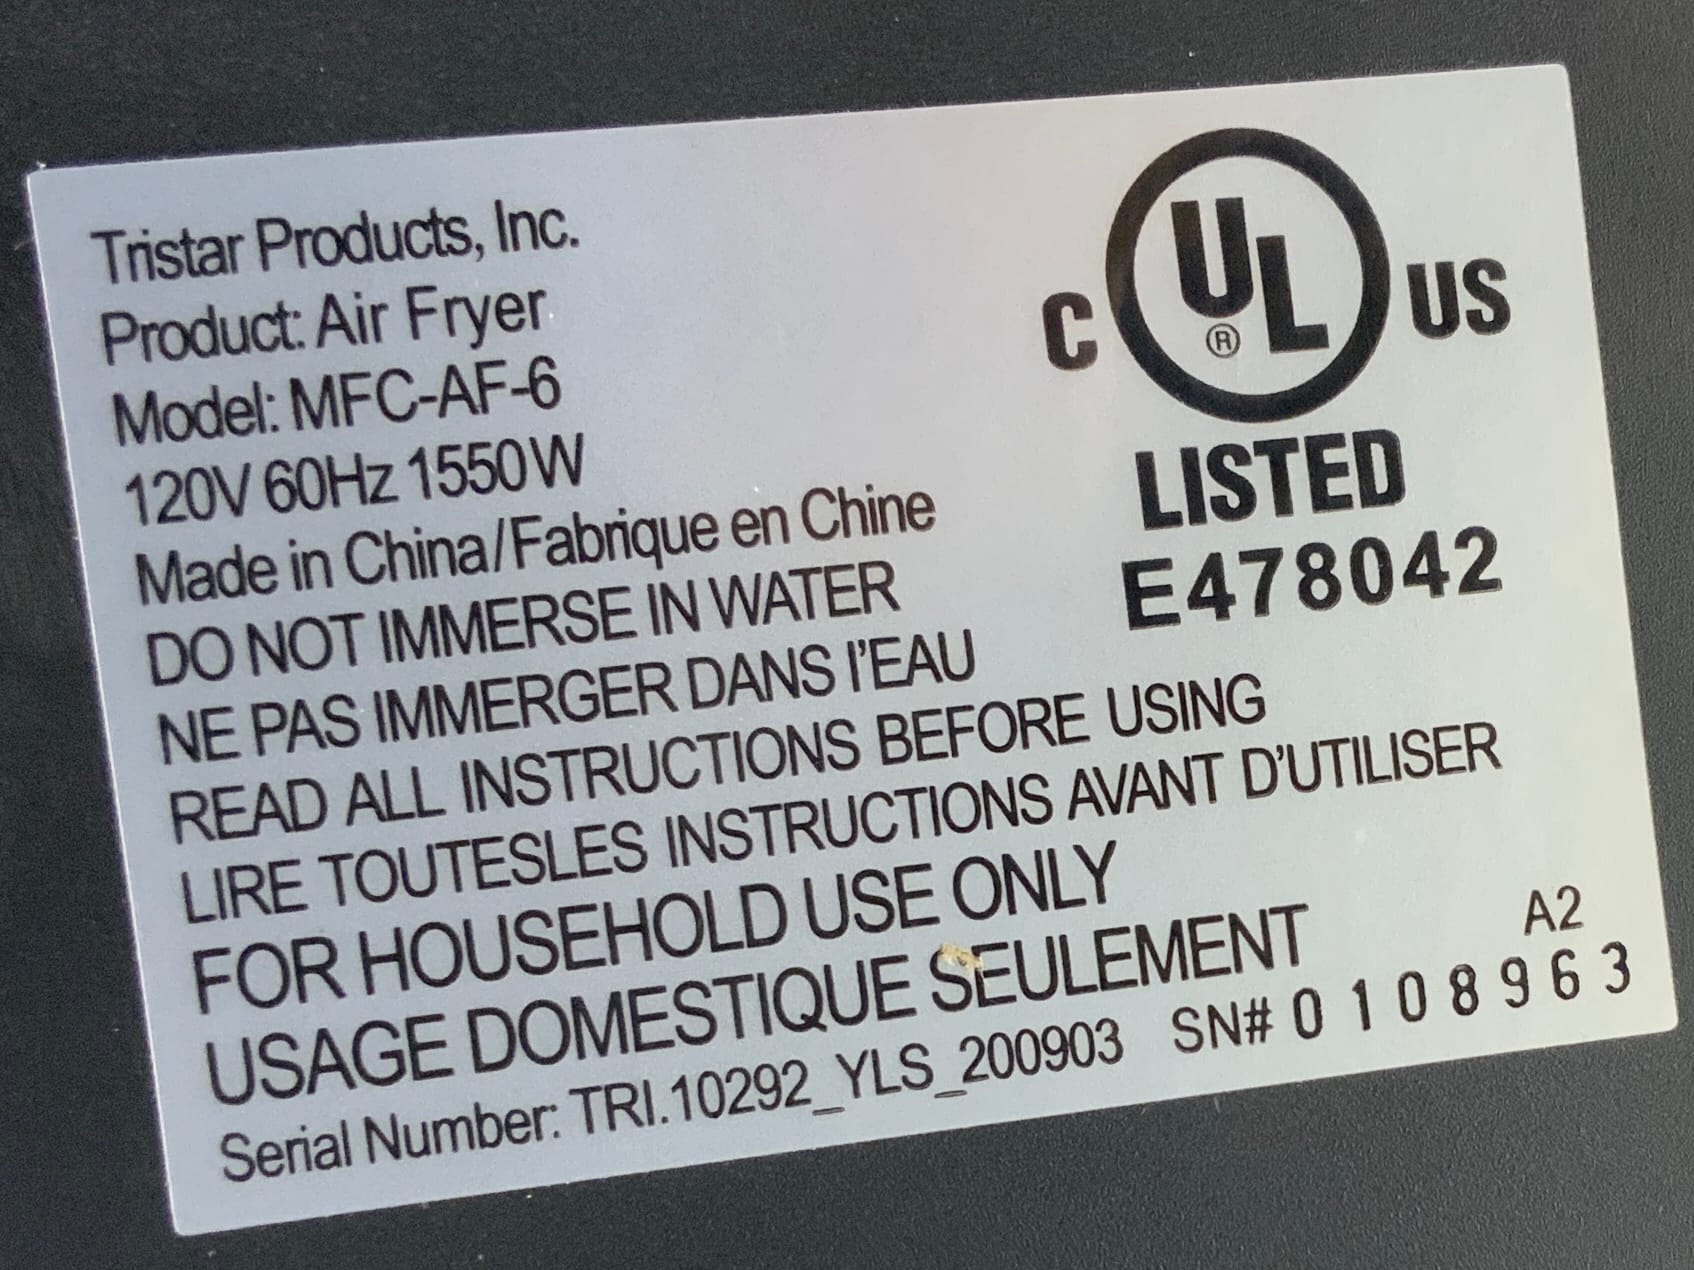 Tristar Products, Inc.
Product: Air Fryer
Model: MFC-AF-6
120V 60Hz 1550W
Made in China/Fabrique en Chine
DO NOT IMMERSE IN WATER
NE PAS IMMERGER DANS l'EAU
READ ALL INSTRUCTIONS BEFORE USING
LIRE TOUTESLES INSTRUCTIONS AVANT D'UTILISER
FOR HOUSEHOLD USE ONLY
USAGE DOMESTIQUE SEULEMENT
Serial Number: TRI.10292_YLS_200903 SN# 0108963
A2
C UL® US
LISTED
E478042